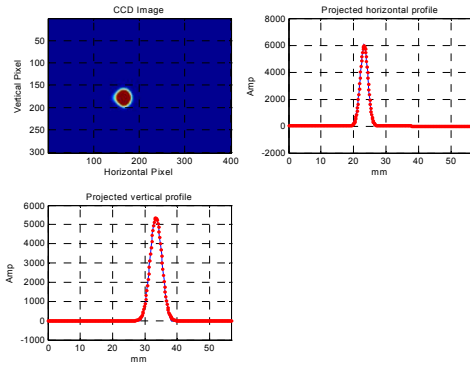 CCD Image
50
100
150
200
250
300
100 200 300 400
Vertical Pixel
Horizontal Pixel
Projected horizontal profile
8000
6000
4000
2000
0
-2000
0 10 20 30 40 50
Amp
mm
Projected vertical profile
6000
5000
4000
3000
2000
1000
0
-1000
0 10 20 30 40 50
Amp
mm